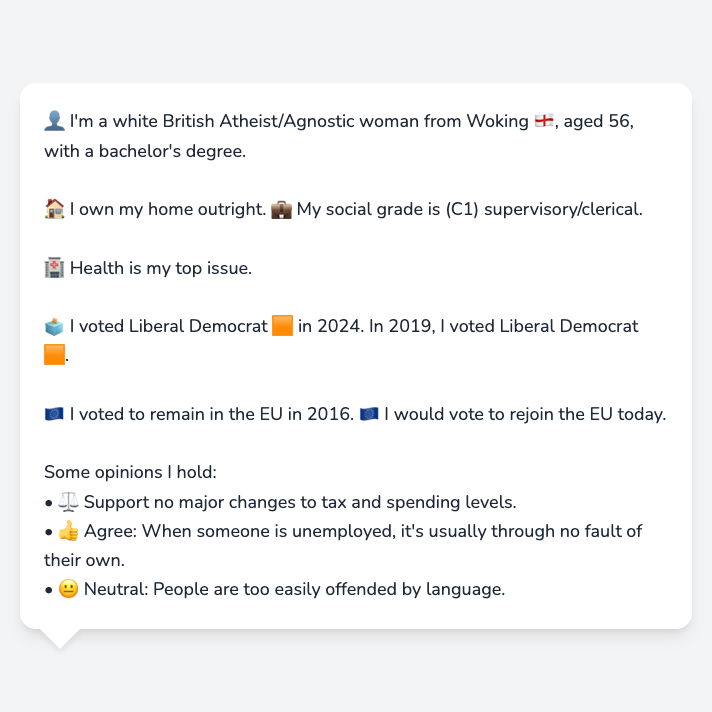 👤 I'm a white British Atheist/Agnostic woman from Woking 🏴󠁧󠁢󠁥󠁮󠁧󠁿, aged 56,
with a bachelor's degree.
🏠 I own my home outright. 💼 My social grade is (C1) supervisory/clerical.
🏥 Health is my top issue.
🗳️ I voted Liberal Democrat 🟧 in 2024. In 2019, I voted Liberal Democrat
🟧.
🇪🇺 I voted to remain in the EU in 2016. 🇪🇺 I would vote to rejoin the EU today.
Some opinions I hold:
• ⚖️ Support no major changes to tax and spending levels.
• 👍 Agree: When someone is unemployed, it's usually through no fault of
their own.
• 😐 Neutral: People are too easily offended by language.